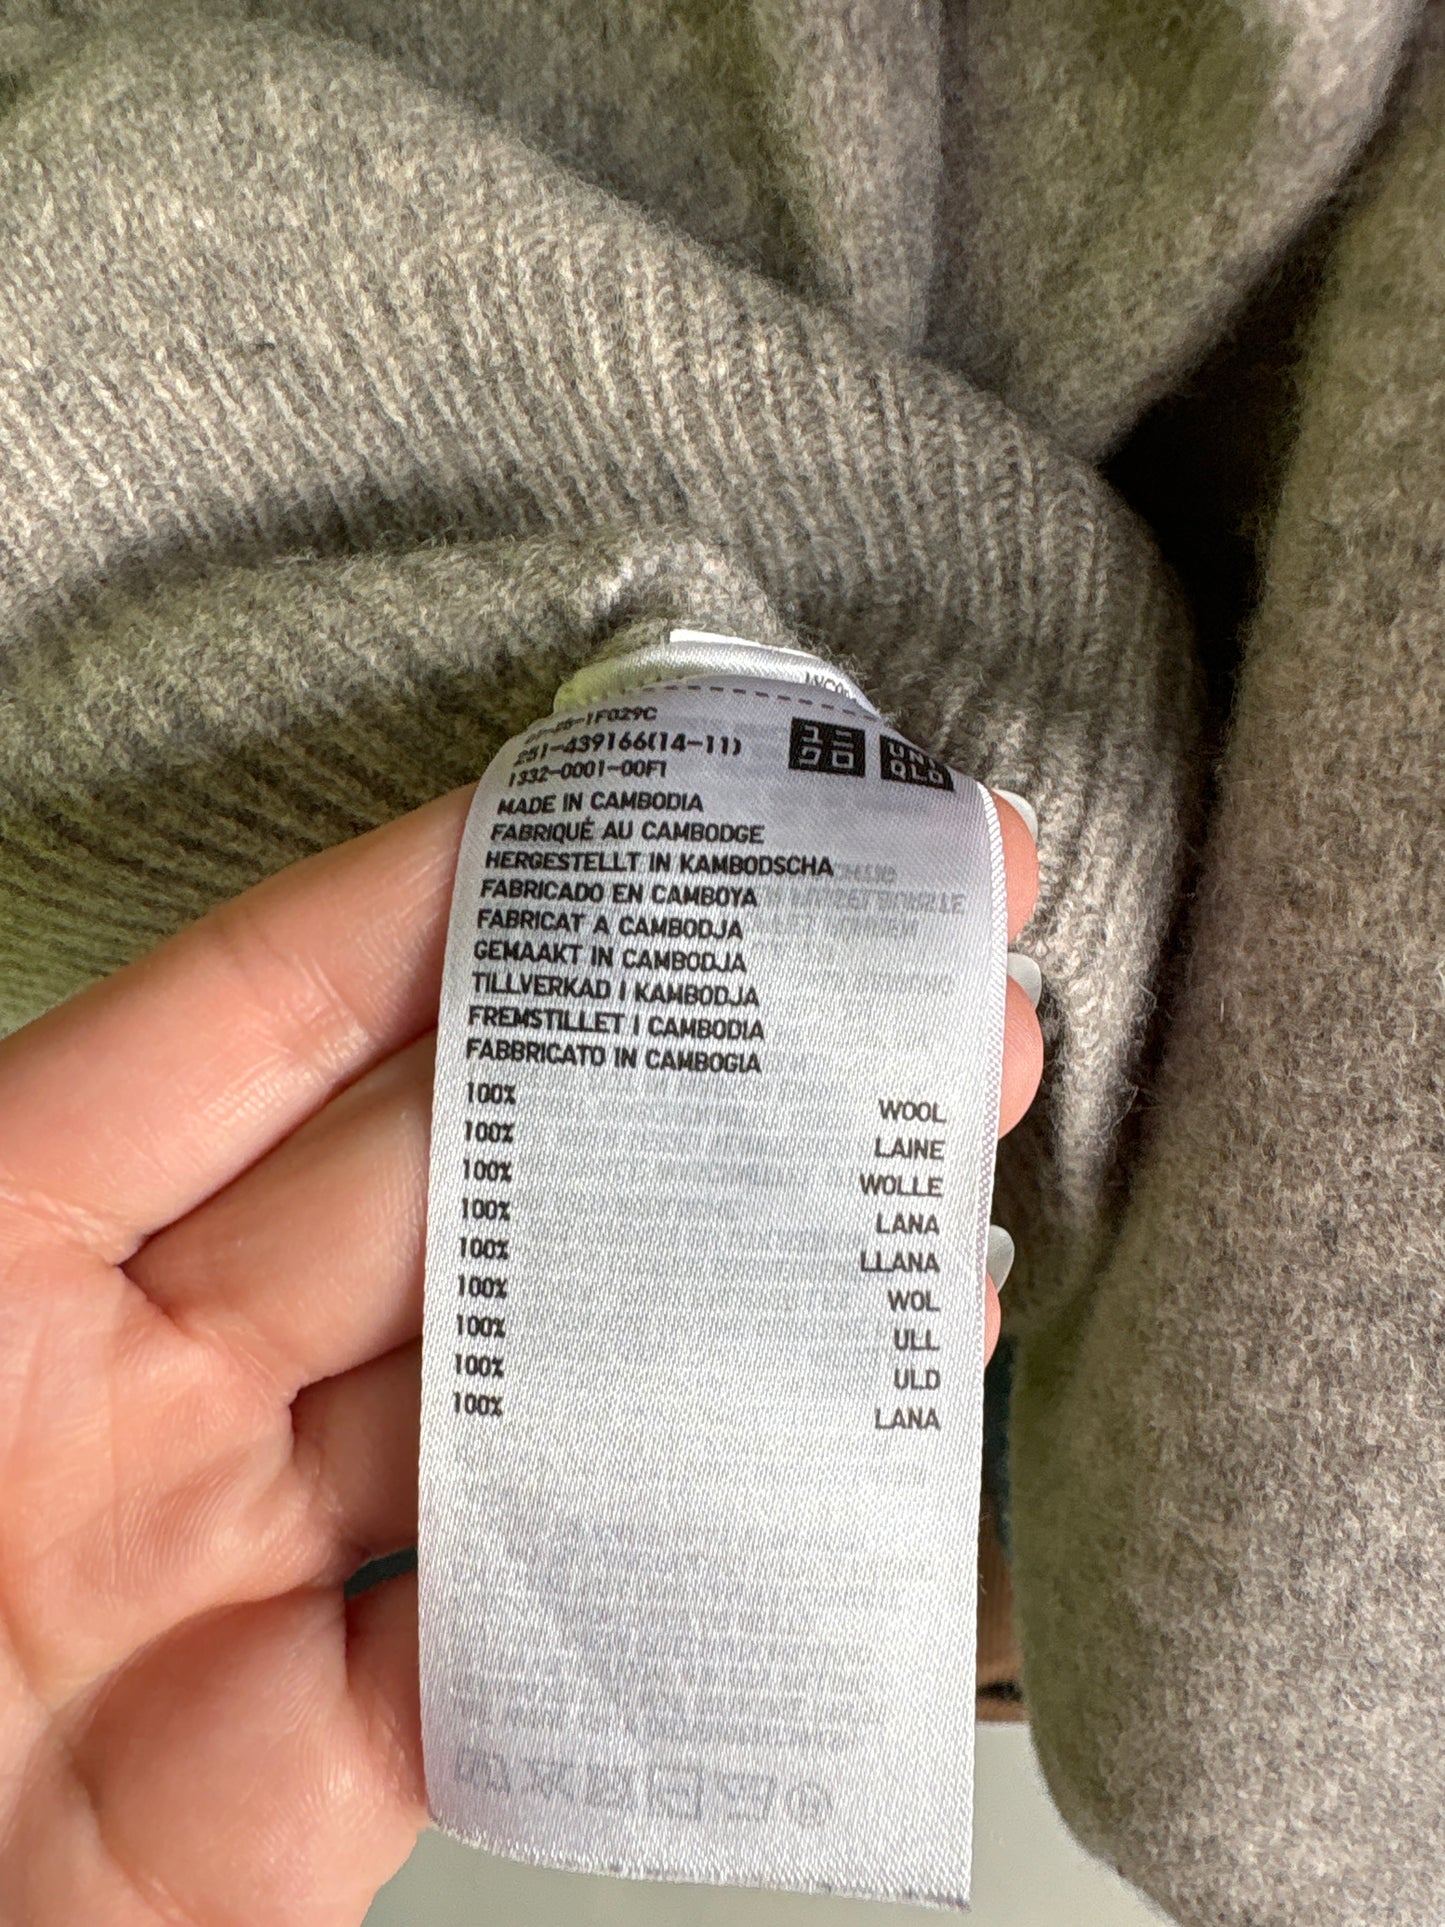 251-439166(14-11)
1332-0001-00F1
UNI
QLO
MADE IN CAMBODIA
FABRIQUÉ AU CAMBODGE
HERGESTELLT IN KAMBODSCHA
FABRICADO EN CAMBOYA
FABRICAT A CAMBODJA
GEMAAKT IN CAMBODJA
TILLVERKAD I KAMBODJA
FREMSTILLET I CAMBODIA
FABBRICATO IN CAMBOGIA
100% WOOL
100% LAINE
100% WOLLE
100% LANA
100% LLANA
100% WOL
100% ULL
100% ULD
100% LANA